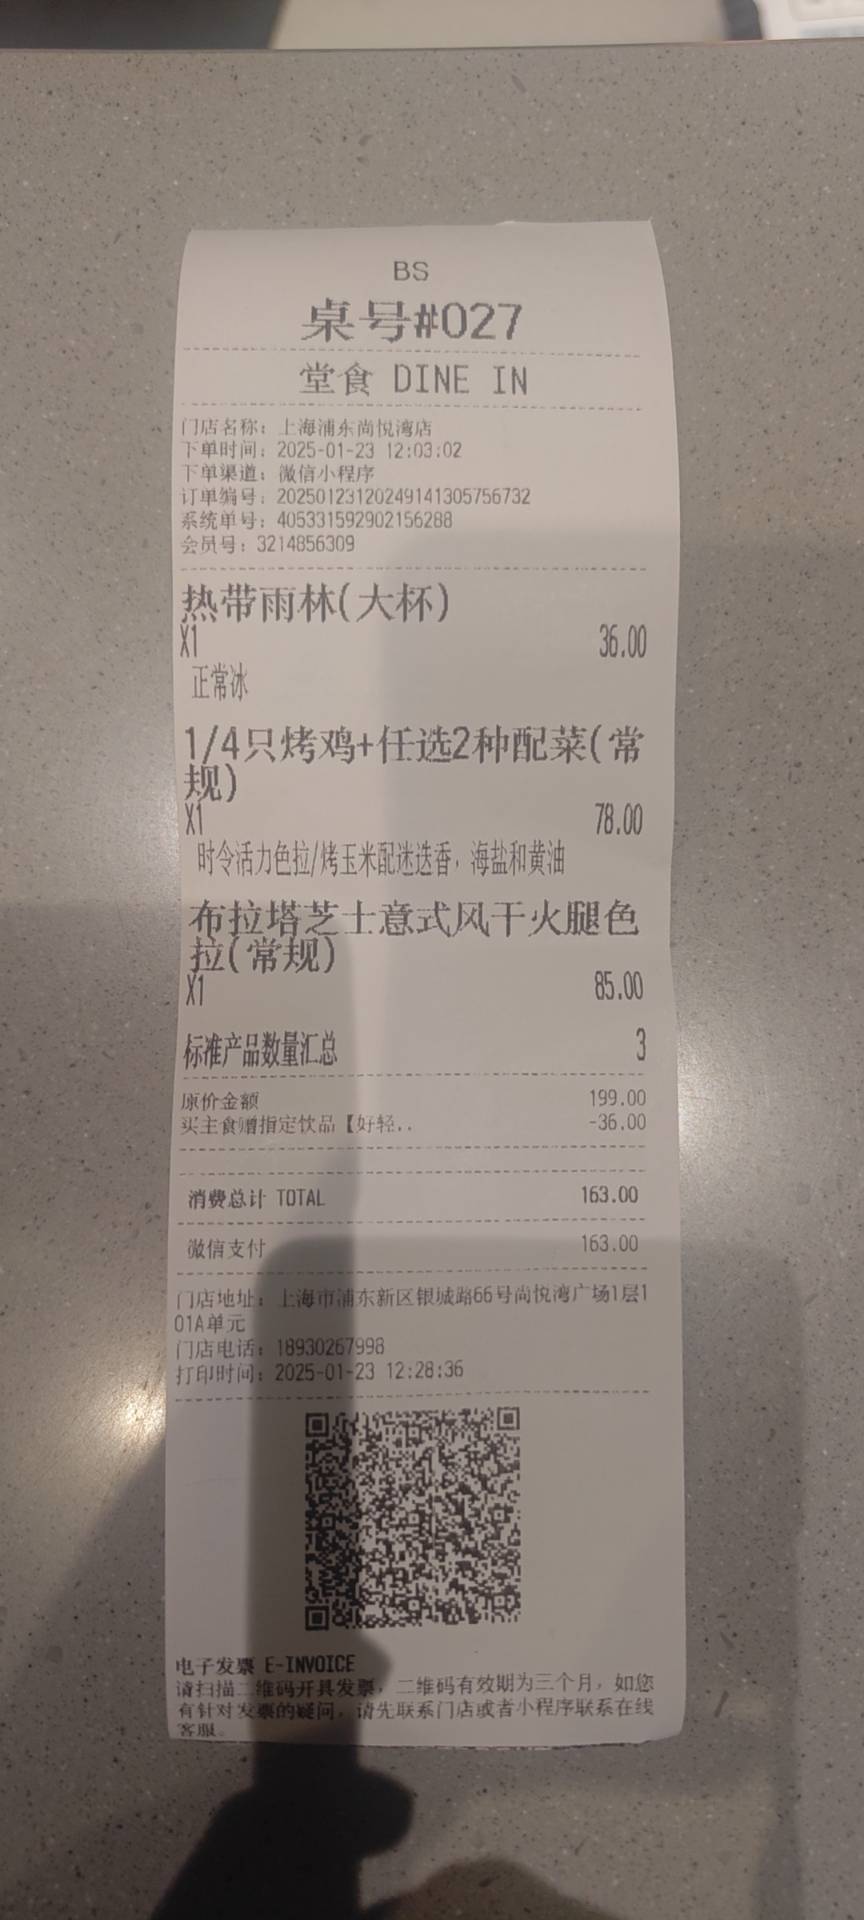 BS
桌号#027
堂食 DINE IN
门店名称：上海浦东尚悦湾店
下单时间：2025-01-23 12:03:02
下单渠道：微信小程序
订单编号：20250123120249141305756732
系统单号：405331592902156288
会员号：3214856309
热带雨林(大杯)
X1 36.00
正常冰
1/4只烤鸡+任选2种配菜(常
规)
X1 78.00
时令活力色拉/烤玉米配迷迭香，海盐和黄油
布拉塔芝士意式风干火腿色
拉(常规)
X1 85.00
标准产品数量汇总 3
原价金额 199.00
买主食赠指定饮品【好轻.. -36.00
消费总计 TOTAL 163.00
微信支付 163.00
门店地址：上海市浦东新区银城路66号尚悦湾广场1层1
01A单元
门店电话：18930267998
打印时间：2025-01-23 12:28:36
电子发票 E-INVOICE
请扫描二维码开具发票，二维码有效期为三个月，如您
有针对发票的疑问，请先联系门店或者小程序联系在线
客服。